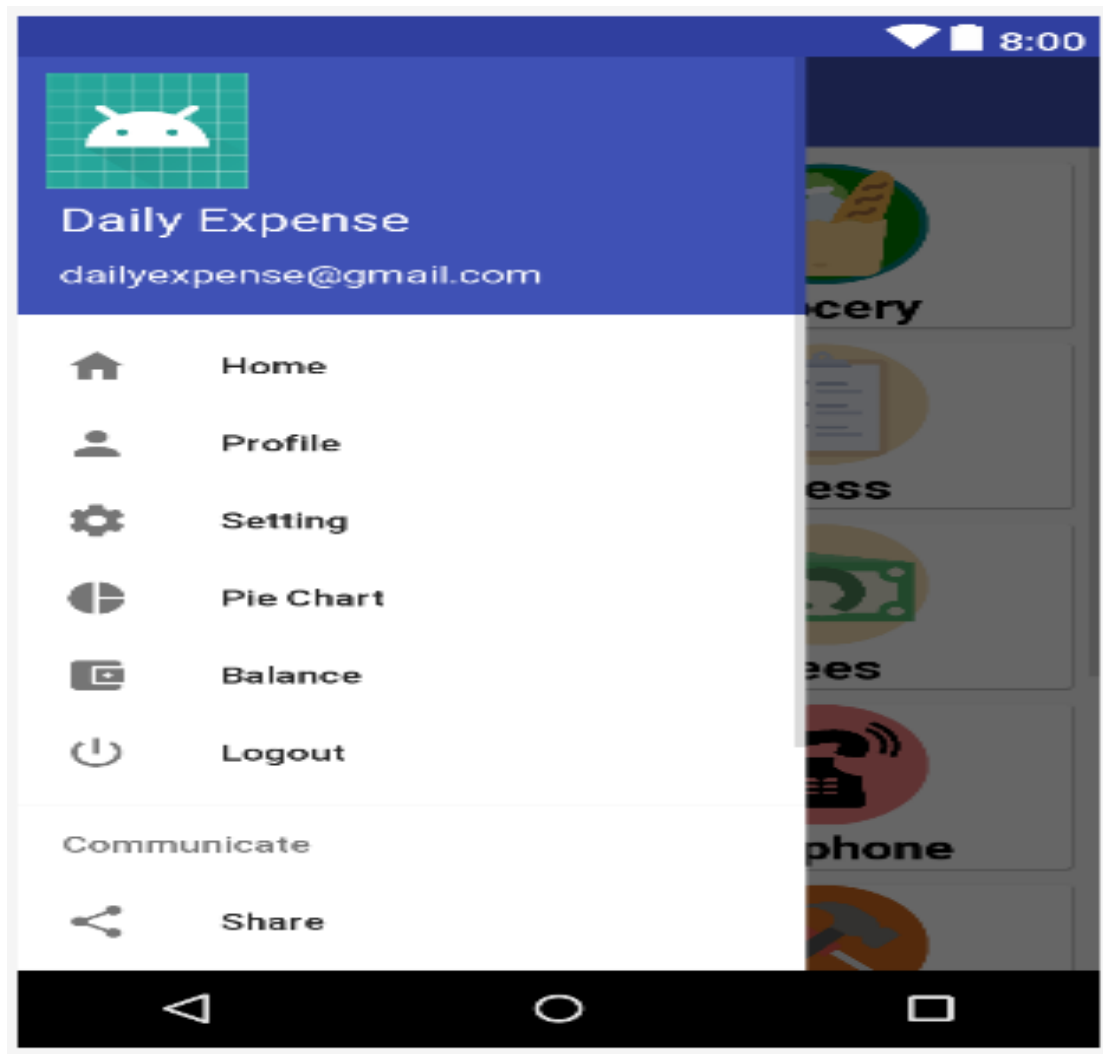 8:00
Daily Expense
dailyexpense@gmail.com
Home
Profile
Setting
Pie Chart
Balance
Logout
Communicate
Share